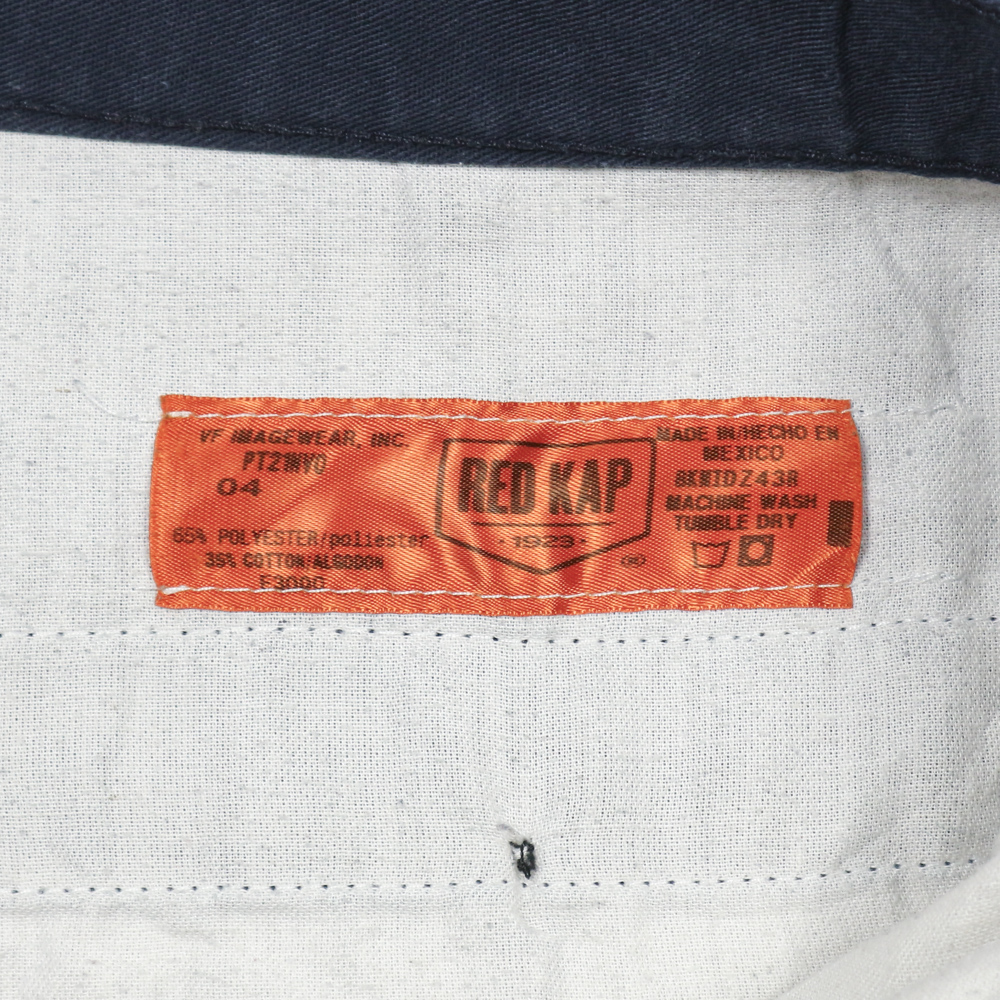 VF IMAGEWEAR, INC
PT21NVO
04
65% POLYESTER/poliester
35% COTTON/ALGODON
F3000
RED KAP
· 1923 ·
MADE IN/HECHO EN
MEXICO
MACHINE WASH
TUMBLE DRY